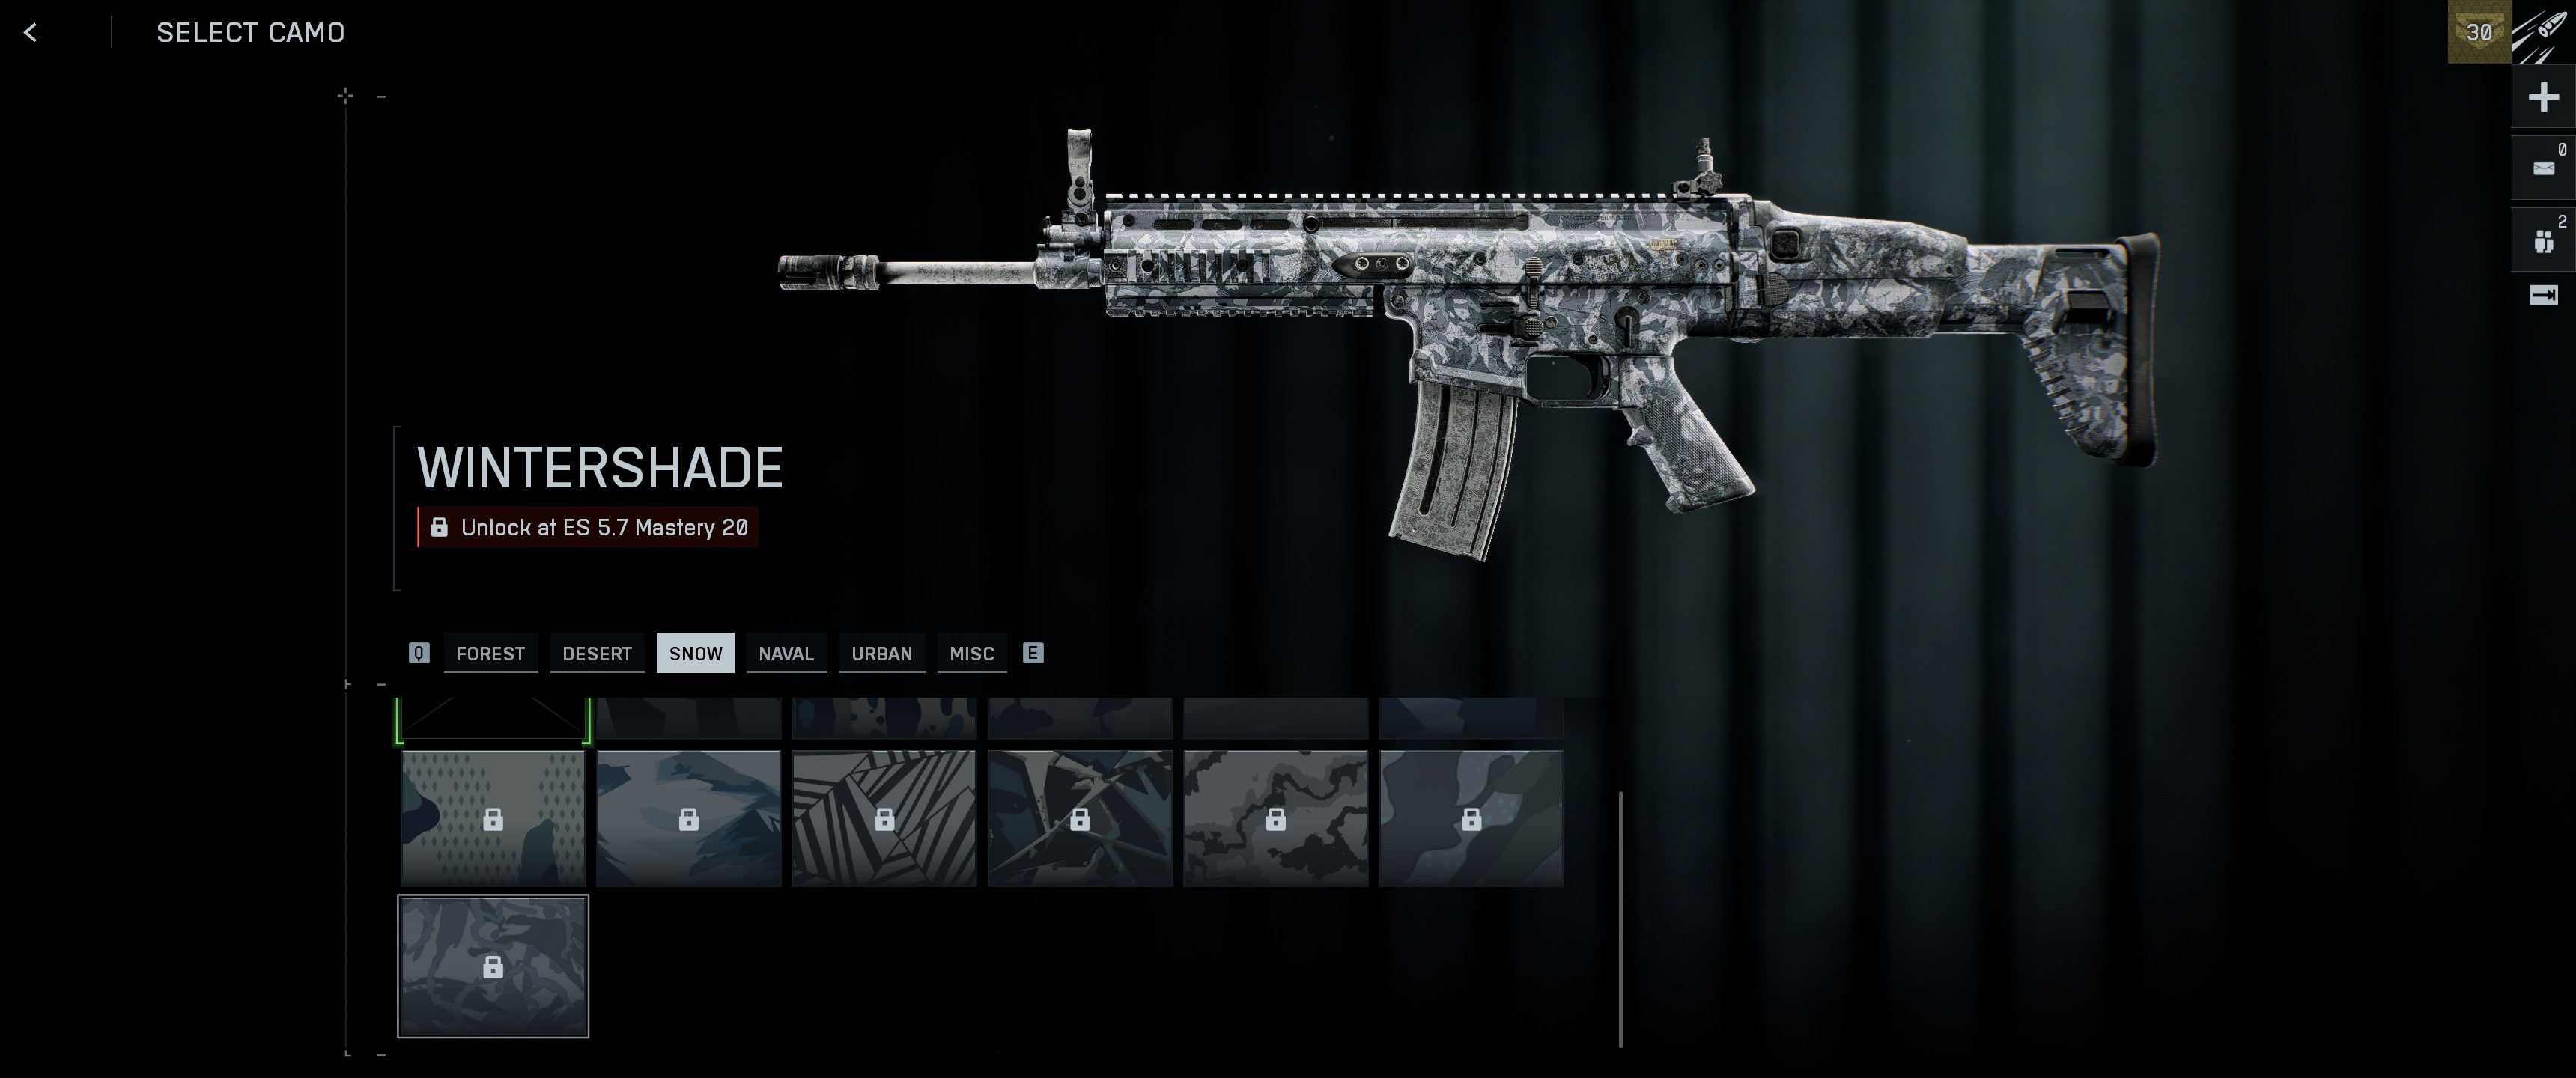 SELECT CAMO
30
0
2
WINTERSHADE
Unlock at ES 5.7 Mastery 20
Q FOREST DESERT SNOW NAVAL URBAN MISC E